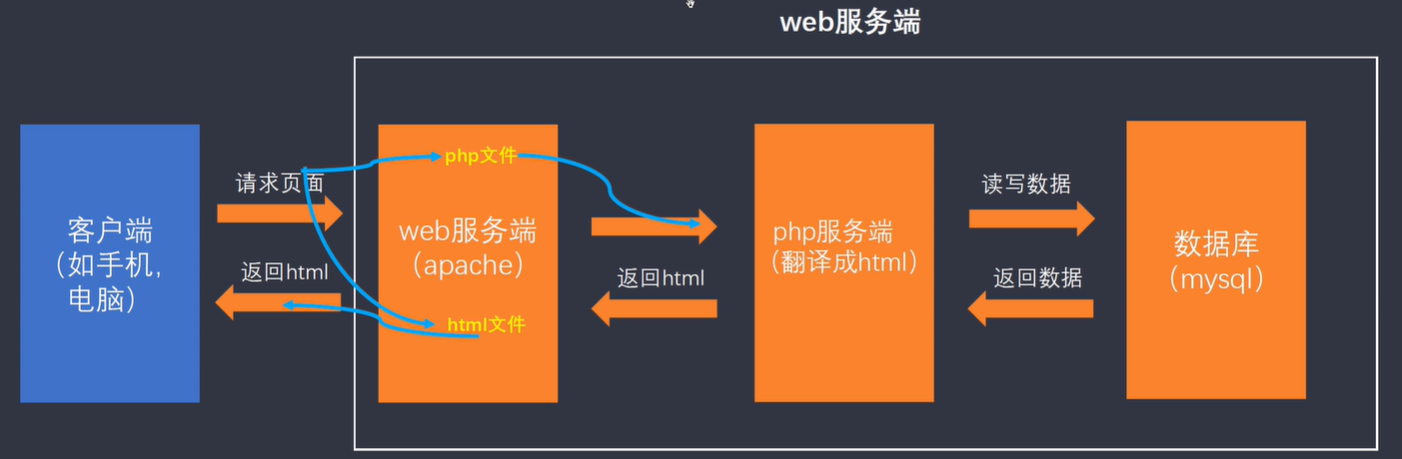 web服务端
客户端
（如手机,
电脑）
请求页面
返回html
php文件
web服务端
（apache）
html文件
返回html
php服务端
（翻译成html）
读写数据
返回数据
数据库
（mysql）